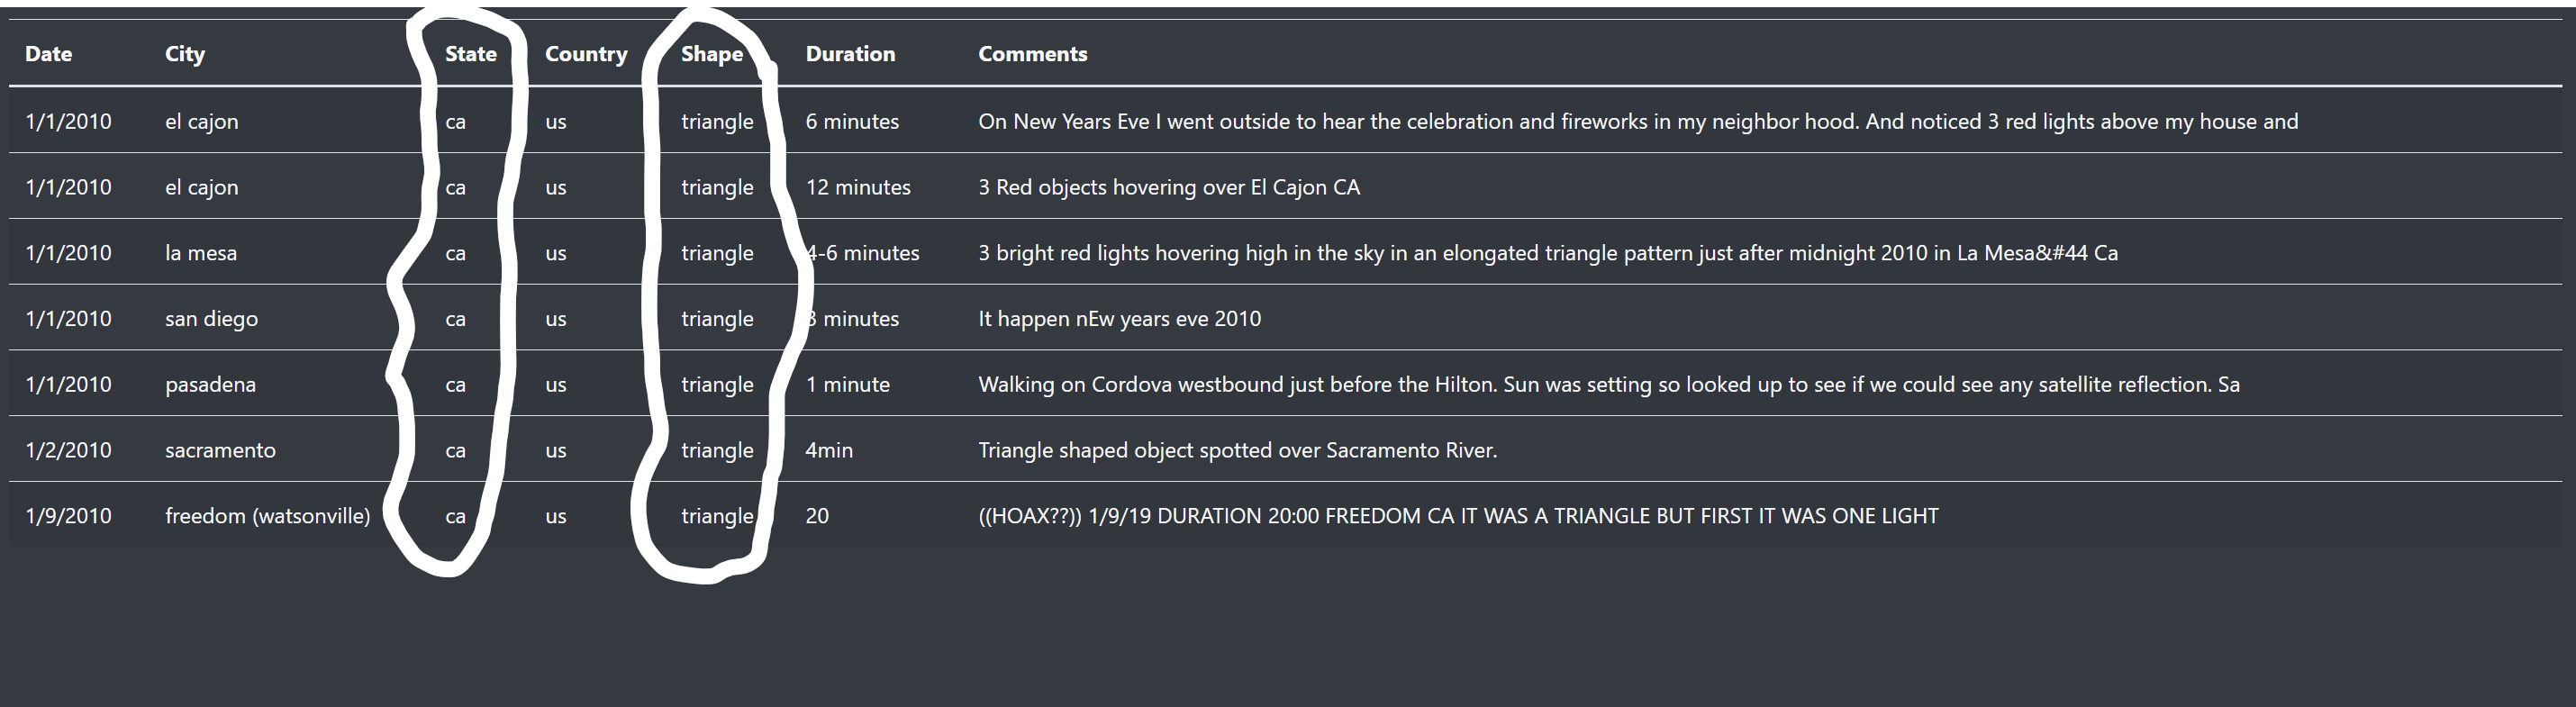 Date City State Country Shape Duration Comments
1/1/2010 el cajon ca us triangle 6 minutes On New Years Eve I went outside to hear the celebration and fireworks in my neighbor hood. And noticed 3 red lights above my house and
1/1/2010 el cajon ca us triangle 12 minutes 3 Red objects hovering over El Cajon CA
1/1/2010 la mesa ca us triangle 4-6 minutes 3 bright red lights hovering high in the sky in an elongated triangle pattern just after midnight 2010 in La Mesa&#44 Ca
1/1/2010 san diego ca us triangle 3 minutes It happen nEw years eve 2010
1/1/2010 pasadena ca us triangle 1 minute Walking on Cordova westbound just before the Hilton. Sun was setting so looked up to see if we could see any satellite reflection. Sa
1/2/2010 sacramento ca us triangle 4min Triangle shaped object spotted over Sacramento River.
1/9/2010 freedom (watsonville) ca us triangle 20 ((HOAX??)) 1/9/19 DURATION 20:00 FREEDOM CA IT WAS A TRIANGLE BUT FIRST IT WAS ONE LIGHT